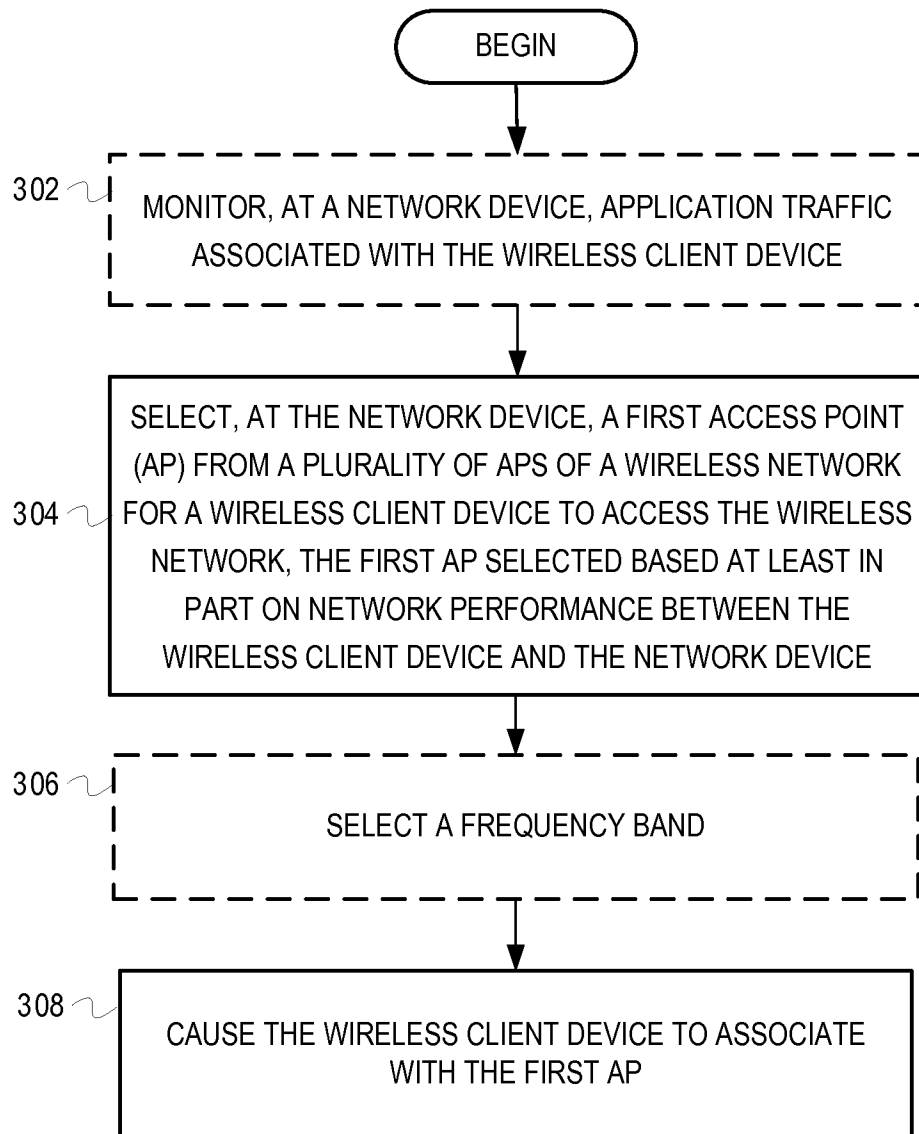 BEGIN
302
MONITOR, AT A NETWORK DEVICE, APPLICATION TRAFFIC
ASSOCIATED WITH THE WIRELESS CLIENT DEVICE
304
SELECT, AT THE NETWORK DEVICE, A FIRST ACCESS POINT
(AP) FROM A PLURALITY OF APS OF A WIRELESS NETWORK
FOR A WIRELESS CLIENT DEVICE TO ACCESS THE WIRELESS
NETWORK, THE FIRST AP SELECTED BASED AT LEAST IN
PART ON NETWORK PERFORMANCE BETWEEN THE
WIRELESS CLIENT DEVICE AND THE NETWORK DEVICE
306
SELECT A FREQUENCY BAND
308
CAUSE THE WIRELESS CLIENT DEVICE TO ASSOCIATE
WITH THE FIRST AP